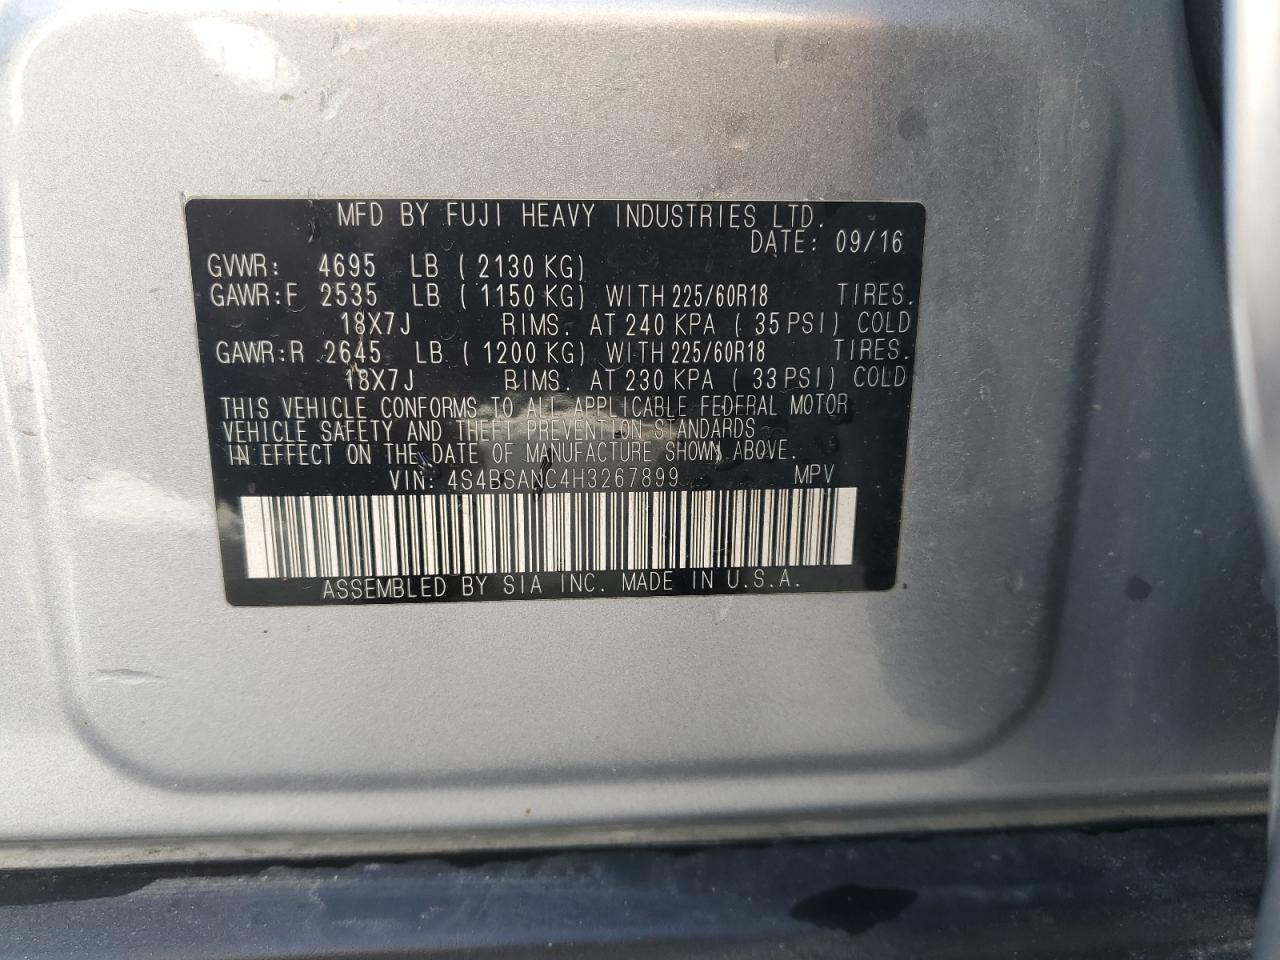 MFD BY FUJI HEAVY INDUSTRIES LTD.
DATE: 09/16
GVWR: 4695 LB ( 2130 KG)
GAWR:F 2535 LB ( 1150 KG) WITH 225/60R18 TIRES.
18X7J RIMS. AT 240 KPA ( 35 PSI) COLD
GAWR:R 2645 LB ( 1200 KG) WITH 225/60R18 TIRES.
18X7J RIMS. AT 230 KPA ( 33 PSI) COLD
THIS VEHICLE CONFORMS TO ALL APPLICABLE FEDERAL MOTOR
VEHICLE SAFETY AND THEFT PREVENTION STANDARDS
IN EFFECT ON THE DATE OF MANUFACTURE SHOWN ABOVE.
VIN: 4S4BSANC4H3267899 MPV
ASSEMBLED BY SIA INC. MADE IN U.S.A.